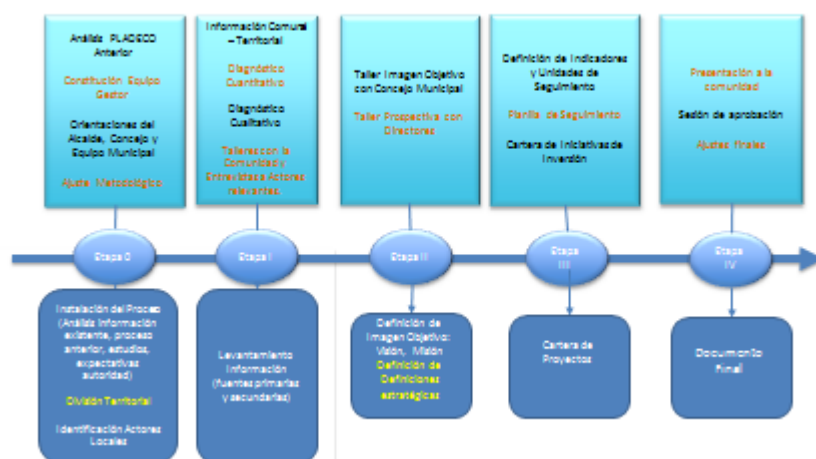 Análisis PLADECO
Anterior
Constitución Equipo
Gestor
Orientaciones del
Alcalde, Concejo y
Equipo Municipal
Ajuste Metodológico
Información Comunal
– Territorial
Diagnóstico
Cuantitativo
Diagnóstico
Cualitativo
Talleres con la
Comunidad y
Entrevistas a Actores
relevantes.
Taller Imagen Objetivo
con Concejo Municipal
Taller Prospectiva con
Directores
Definición de Indicadores
y Unidades de
Seguimiento
Planilla de Seguimiento
Cartera de Iniciativas de
Inversión
Presentación a la
comunidad
Sesión de aprobación
Ajustes finales
Etapa 0
Etapa I
Etapa II
Etapa
III
Etapa
IV
Instalación del Proceso
(Análisis información
existente, proceso
anterior, estudios,
expectativas
autoridad)
División Territorial
Identificación Actores
Locales
Levantamiento
Información
(fuentes primarias
y secundarias)
Definición de
Imagen Objetivo:
Visión, Misión
Definición de
Definiciones
estratégicas
Cartera de
Proyectos
Documento
Final